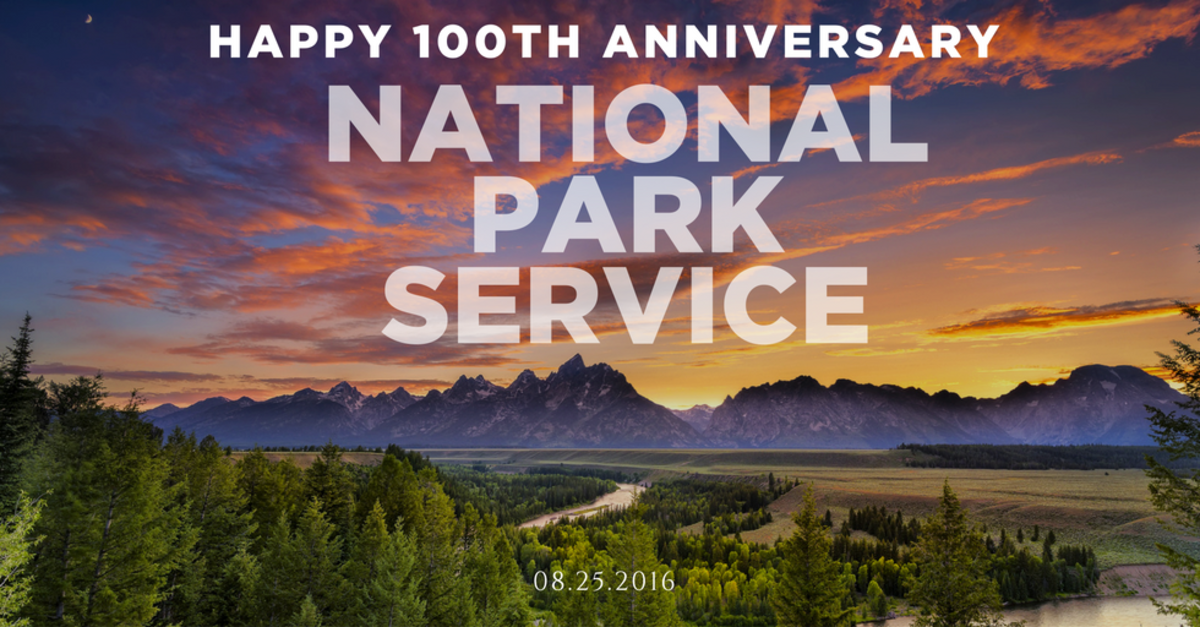 HAPPY 100TH ANNIVERSARY
NATIONAL
PARK
SERVICE
08.25.2016